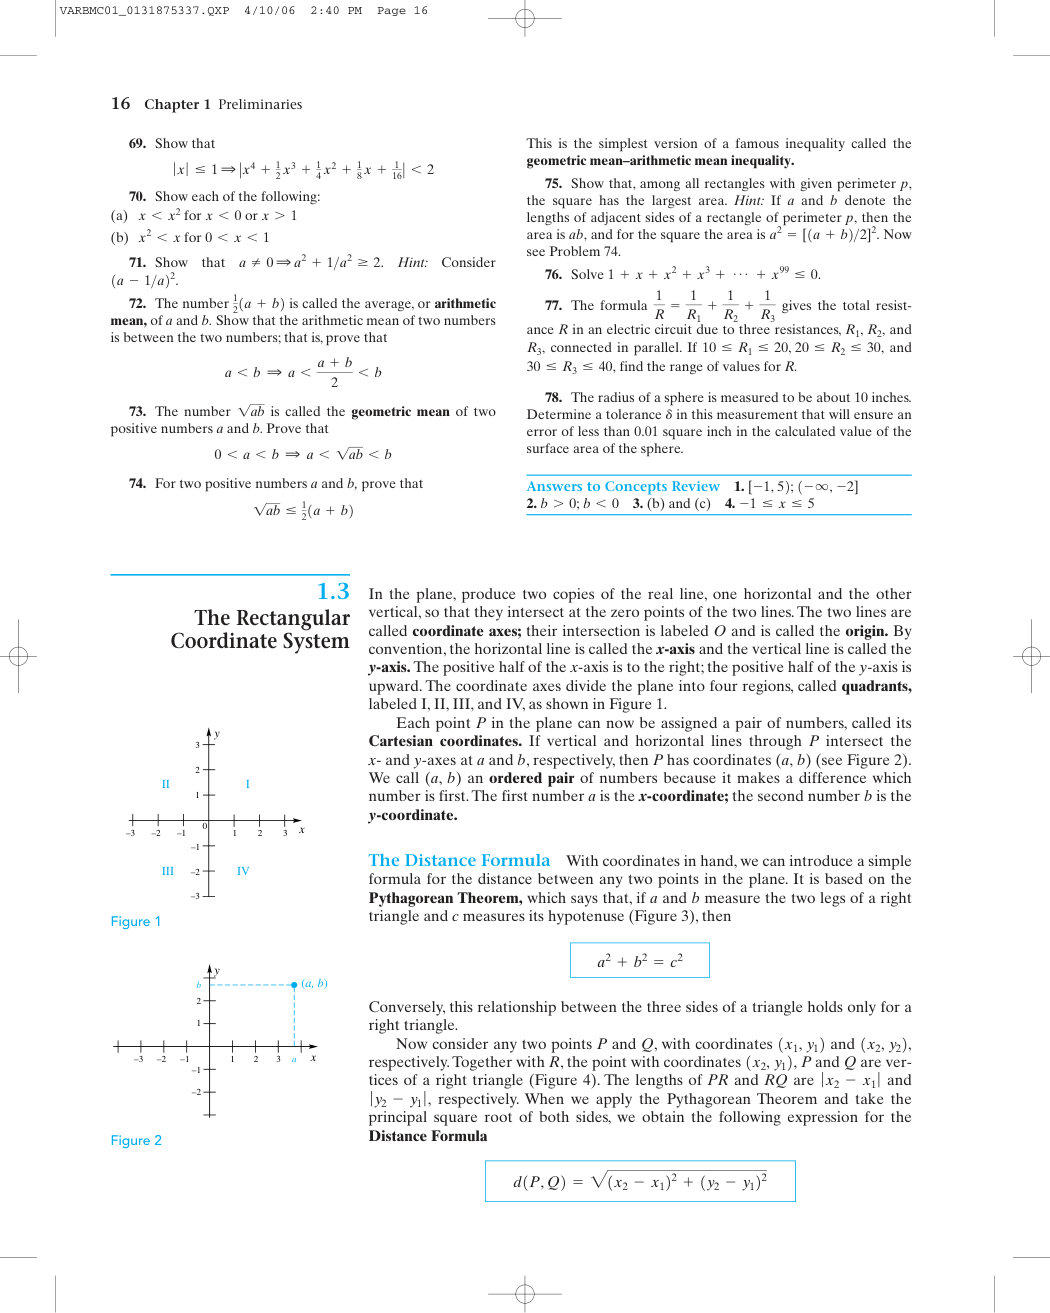 VARBMC01_0131875337.QXP 4/10/06 2:40 PM Page 16
16 Chapter 1 Preliminaries
69. Show that
|x| ≤ 1 ⇒ |x⁴ + ½x³ + ¼x² + ⅛x + 1/16| < 2
70. Show each of the following:
(a) x < x² for x < 0 or x > 1
(b) x² < x for 0 < x < 1
71. Show that a ≠ 0 ⇒ a² + 1/a² ≥ 2. Hint: Consider
(a − 1/a)².
72. The number ½(a + b) is called the average, or arithmetic
mean, of a and b. Show that the arithmetic mean of two numbers
is between the two numbers; that is, prove that
a < b ⇒ a < (a + b)/2 < b
73. The number √ab is called the geometric mean of two
positive numbers a and b. Prove that
0 < a < b ⇒ a < √ab < b
74. For two positive numbers a and b, prove that
√ab ≤ ½(a + b)
This is the simplest version of a famous inequality called the
geometric mean–arithmetic mean inequality.
75. Show that, among all rectangles with given perimeter p,
the square has the largest area. Hint: If a and b denote the
lengths of adjacent sides of a rectangle of perimeter p, then the
area is ab, and for the square the area is a² = [(a + b)/2]². Now
see Problem 74.
76. Solve 1 + x + x² + x³ + ⋯ + x⁹⁹ ≤ 0.
77. The formula 1/R = 1/R₁ + 1/R₂ + 1/R₃ gives the total resist-
ance R in an electric circuit due to three resistances, R₁, R₂, and
R₃, connected in parallel. If 10 ≤ R₁ ≤ 20, 20 ≤ R₂ ≤ 30, and
30 ≤ R₃ ≤ 40, find the range of values for R.
78. The radius of a sphere is measured to be about 10 inches.
Determine a tolerance δ in this measurement that will ensure an
error of less than 0.01 square inch in the calculated value of the
surface area of the sphere.
Answers to Concepts Review 1. [−1, 5); (−∞, −2]
2. b > 0; b < 0 3. (b) and (c) 4. −1 ≤ x ≤ 5
1.3
The Rectangular
Coordinate System
In the plane, produce two copies of the real line, one horizontal and the other
vertical, so that they intersect at the zero points of the two lines. The two lines are
called coordinate axes; their intersection is labeled O and is called the origin. By
convention, the horizontal line is called the x-axis and the vertical line is called the
y-axis. The positive half of the x-axis is to the right; the positive half of the y-axis is
upward. The coordinate axes divide the plane into four regions, called quadrants,
labeled I, II, III, and IV, as shown in Figure 1.
Each point P in the plane can now be assigned a pair of numbers, called its
Cartesian coordinates. If vertical and horizontal lines through P intersect the
x- and y-axes at a and b, respectively, then P has coordinates (a, b) (see Figure 2).
We call (a, b) an ordered pair of numbers because it makes a difference which
number is first. The first number a is the x-coordinate; the second number b is the
y-coordinate.
y
3
2
II I
1
0
–3 –2 –1 1 2 3 x
–1
III –2 IV
–3
Figure 1
y
b (a, b)
2
1
–3 –2 –1 1 2 3 a x
–1
–2
Figure 2
The Distance Formula With coordinates in hand, we can introduce a simple
formula for the distance between any two points in the plane. It is based on the
Pythagorean Theorem, which says that, if a and b measure the two legs of a right
triangle and c measures its hypotenuse (Figure 3), then
a² + b² = c²
Conversely, this relationship between the three sides of a triangle holds only for a
right triangle.
Now consider any two points P and Q, with coordinates (x₁, y₁) and (x₂, y₂),
respectively. Together with R, the point with coordinates (x₂, y₁), P and Q are ver-
tices of a right triangle (Figure 4). The lengths of PR and RQ are |x₂ − x₁| and
|y₂ − y₁|, respectively. When we apply the Pythagorean Theorem and take the
principal square root of both sides, we obtain the following expression for the
Distance Formula
d(P, Q) = √((x₂ − x₁)² + (y₂ − y₁)²)